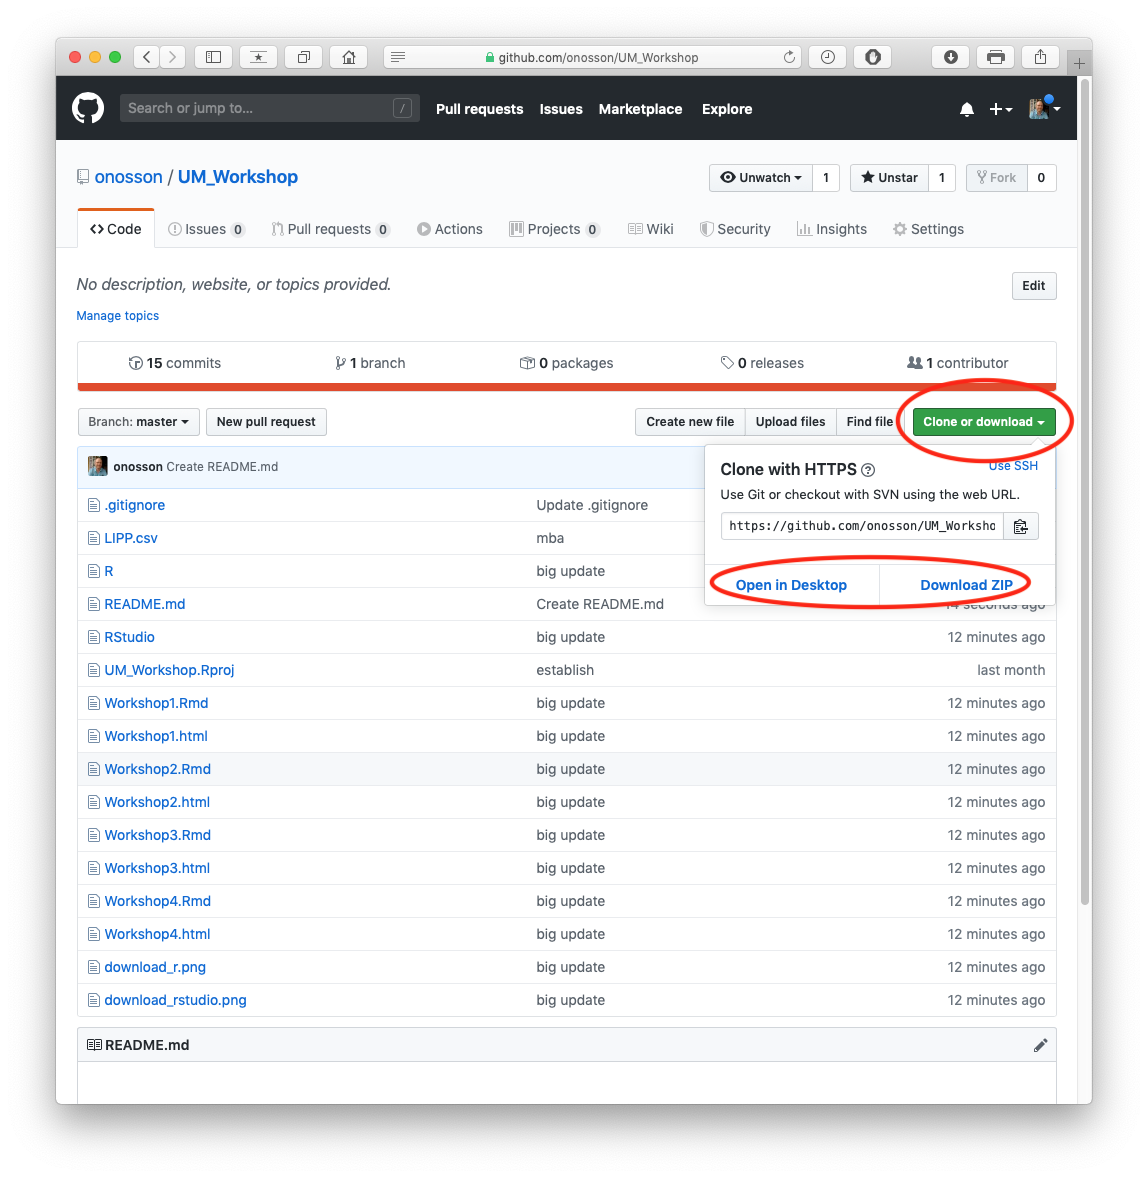 github.com/onosson/UM_Workshop
Search or jump to... /
Pull requests Issues Marketplace Explore
onosson / UM_Workshop
Unwatch 1 Unstar 1 Fork 0
Code Issues 0 Pull requests 0 Actions Projects 0 Wiki Security Insights Settings
No description, website, or topics provided.
Edit
Manage topics
15 commits 1 branch 0 packages 0 releases 1 contributor
Branch: master New pull request Create new file Upload files Find file Clone or download
onosson Create README.md
Clone with HTTPS ? Use SSH
Use Git or checkout with SVN using the web URL.
https://github.com/onosson/UM_Worksho
Open in Desktop Download ZIP
.gitignore Update .gitignore
LIPP.csv mba
R big update
README.md Create README.md 14 seconds ago
RStudio big update 12 minutes ago
UM_Workshop.Rproj establish last month
Workshop1.Rmd big update 12 minutes ago
Workshop1.html big update 12 minutes ago
Workshop2.Rmd big update 12 minutes ago
Workshop2.html big update 12 minutes ago
Workshop3.Rmd big update 12 minutes ago
Workshop3.html big update 12 minutes ago
Workshop4.Rmd big update 12 minutes ago
Workshop4.html big update 12 minutes ago
download_r.png big update 12 minutes ago
download_rstudio.png big update 12 minutes ago
README.md